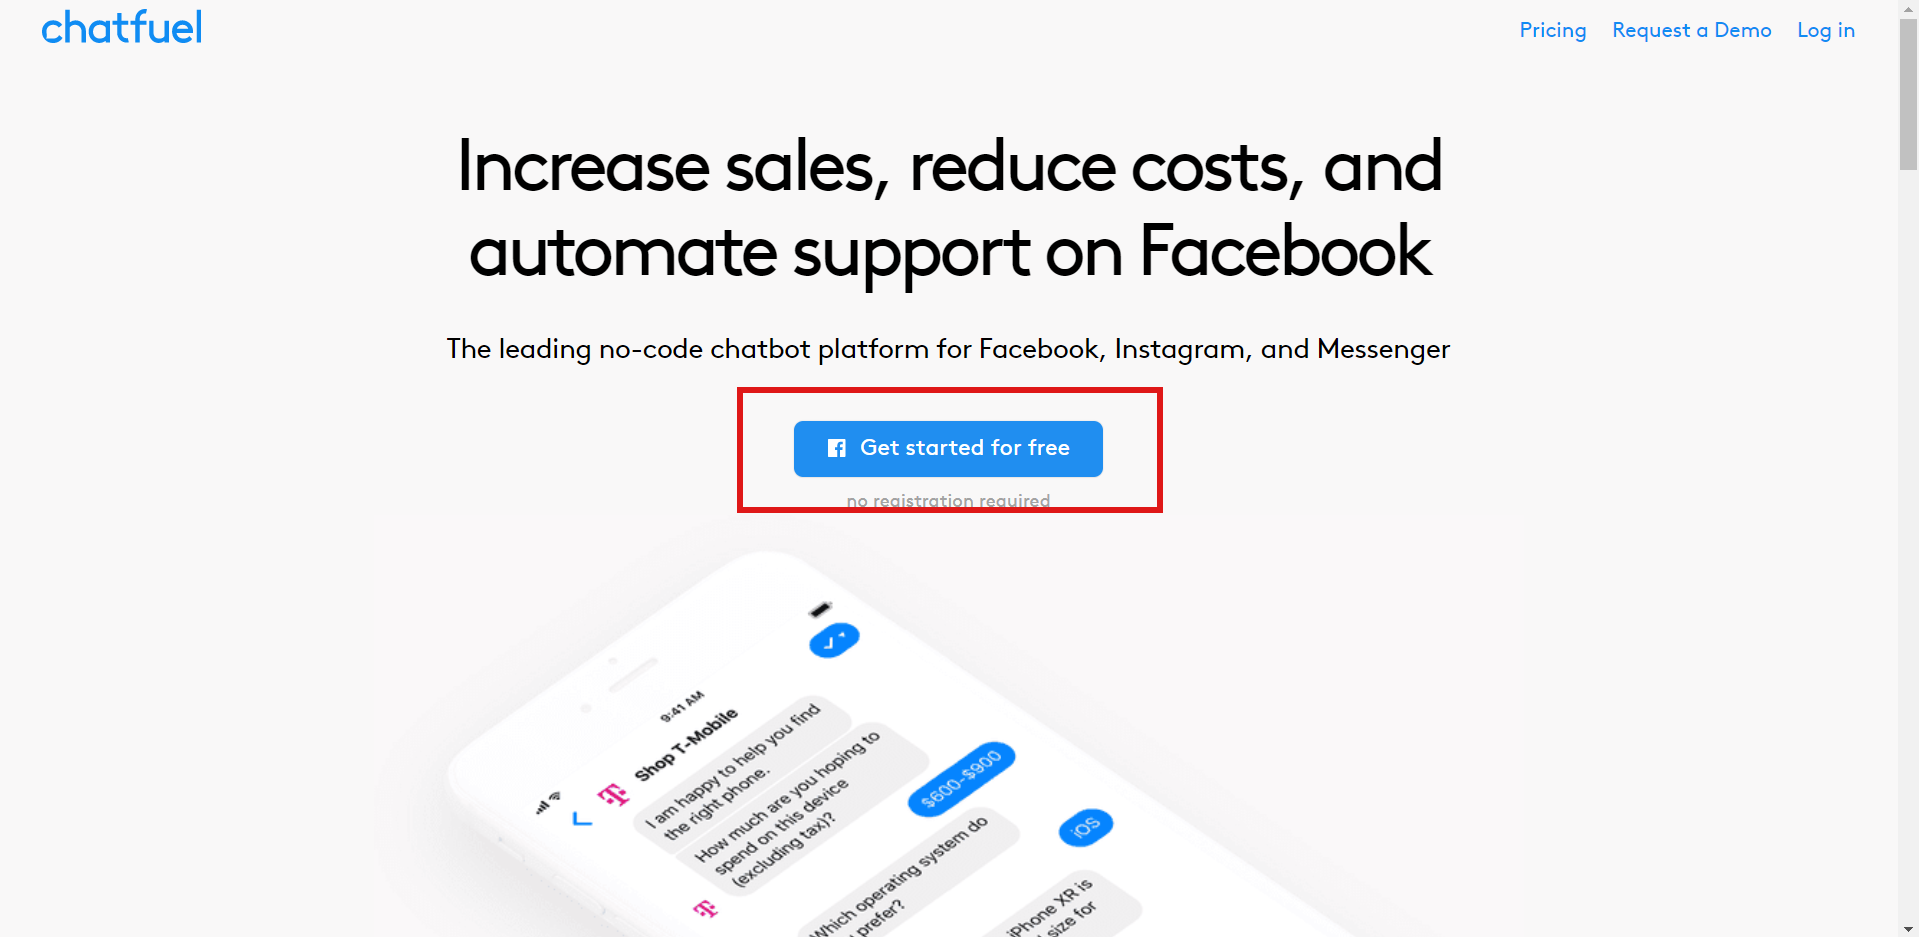 chatfuel
Pricing
Request a Demo
Log in
Increase sales, reduce costs, and
automate support on Facebook
The leading no-code chatbot platform for Facebook, Instagram, and Messenger
Get started for free
no registration required
9:41 AM
Shop T-Mobile
I am happy to help you find
the right phone.
How much are you hoping to
spend on this device
(excluding tax)?
$600-$900
Which operating system do
prefer?
iOS
iPhone XR is
size for